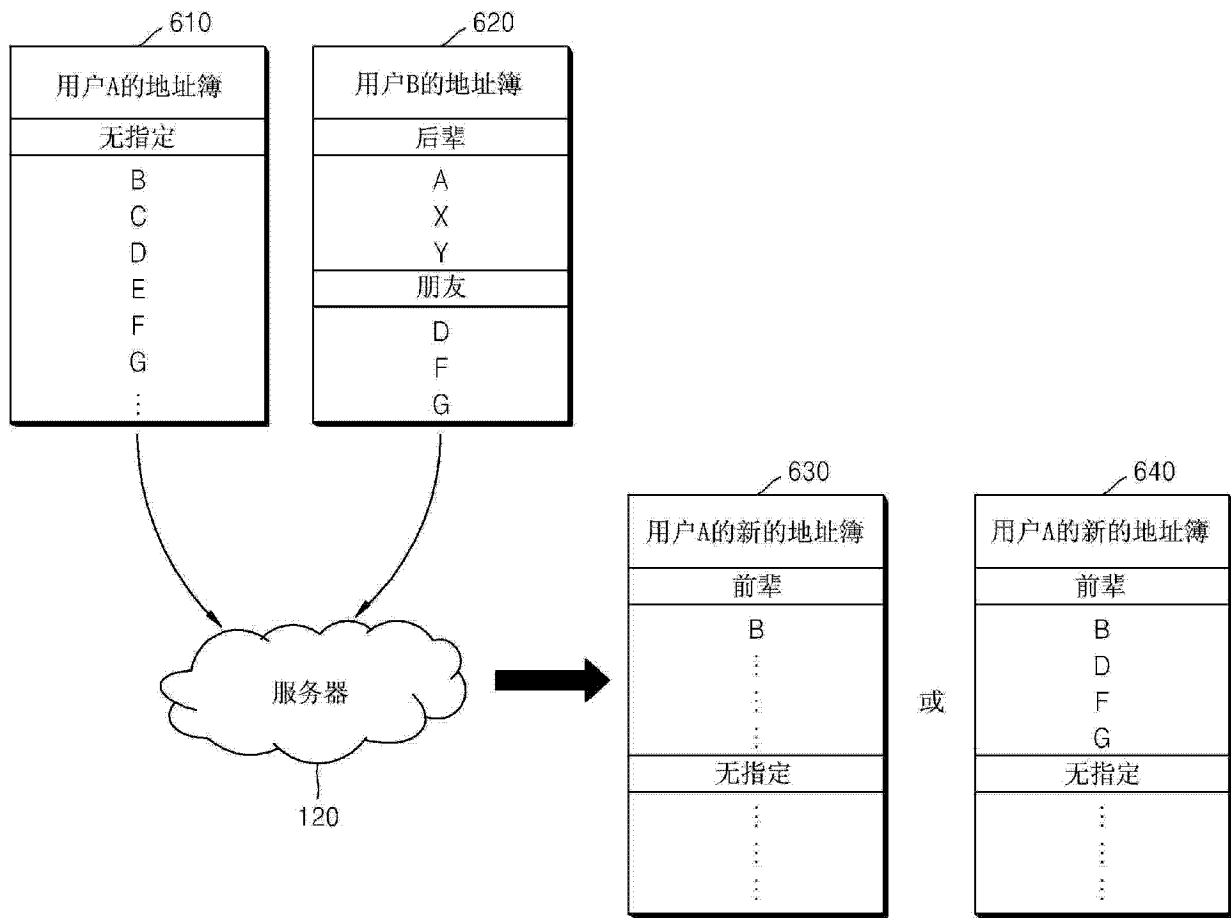 610
用户A的地址簿
无指定
B
C
D
E
F
G
⋮
620
用户B的地址簿
后辈
A
X
Y
朋友
D
F
G
服务器
120
630
用户A的新的地址簿
前辈
B
⋮
⋮
⋮
无指定
⋮
⋮
⋮
或
640
用户A的新的地址簿
前辈
B
D
F
G
无指定
⋮
⋮
⋮